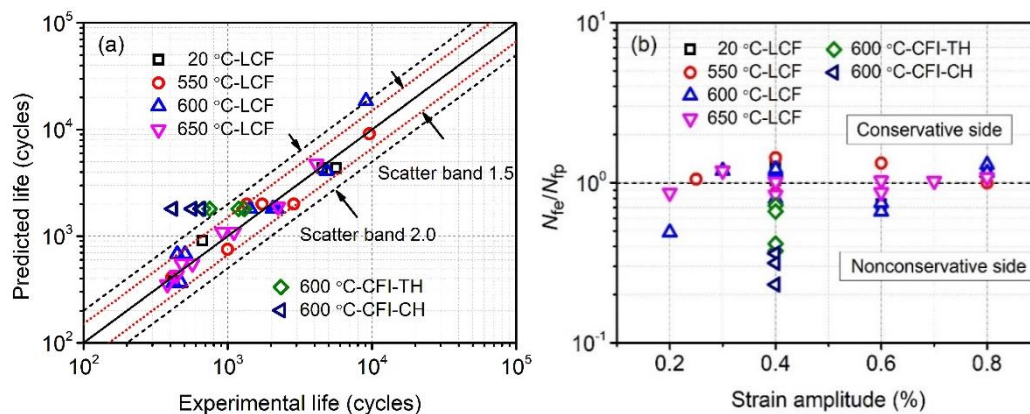 (a)
20 °C-LCF
550 °C-LCF
600 °C-LCF
650 °C-LCF
Scatter band 1.5
Scatter band 2.0
600 °C-CFI-TH
600 °C-CFI-CH
Predicted life (cycles)
10^5
10^4
10^3
10^2
10^2 10^3 10^4 10^5
Experimental life (cycles)
(b)
20 °C-LCF 600 °C-CFI-TH
550 °C-LCF 600 °C-CFI-CH
600 °C-LCF
650 °C-LCF
Conservative side
Nonconservative side
N_fe/N_fp
10^1
10^0
10^-1
0.2 0.4 0.6 0.8
Strain amplitude (%)